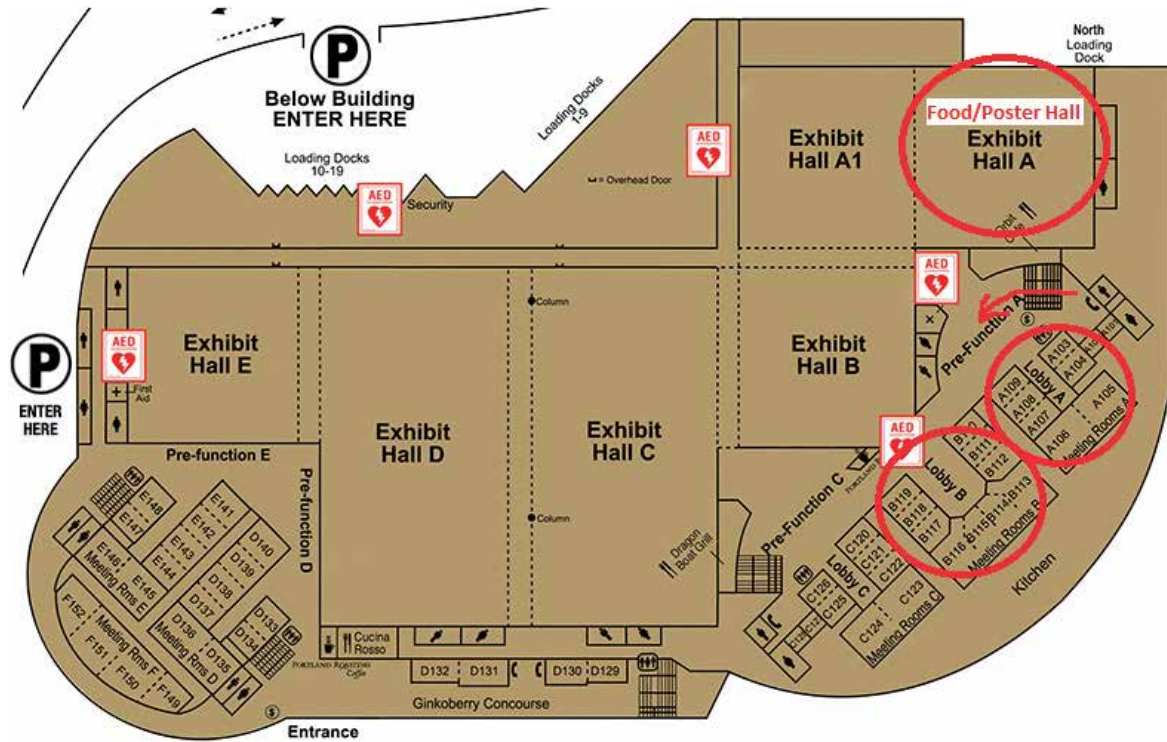 P
Below Building
ENTER HERE
Loading Docks
1-9
Loading Docks
10-19
North
Loading
Dock
Food/Poster Hall
Exhibit
Hall A
Exhibit
Hall A1
AED
= Overhead Door
AED
Security
Orbit
Cafe
AED
Pre-Function A
$
Column
Exhibit
Hall E
Exhibit
Hall B
AED
First
Aid
P
ENTER
HERE
A103
A104
A101
Lobby A
A105
A109
A108
A107
A106
Meeting Rooms A
AED
Exhibit
Hall D
Exhibit
Hall C
Pre-function E
Pre-function D
Pre-Function C
B111
B112
Lobby B
B113
B114
B115
B116
B119
B118
B117
Meeting Rooms B
Kitchen
Column
Dragon
Boat Grill
C120
C121
C122
Lobby C
C126
C125
C123
C124
Meeting Rooms C
E148
E147
E141
E142
E143
E144
E146
E145
Meeting Rms E
D140
D139
D138
D137
F152
F151
F150
F149
Meeting Rms F
D136
D135
Meeting Rms D
D133
D134
Cucina
Rosso
Portland Roasting
Coffee
D132
D131
D130
D129
Ginkoberry Concourse
$
Entrance